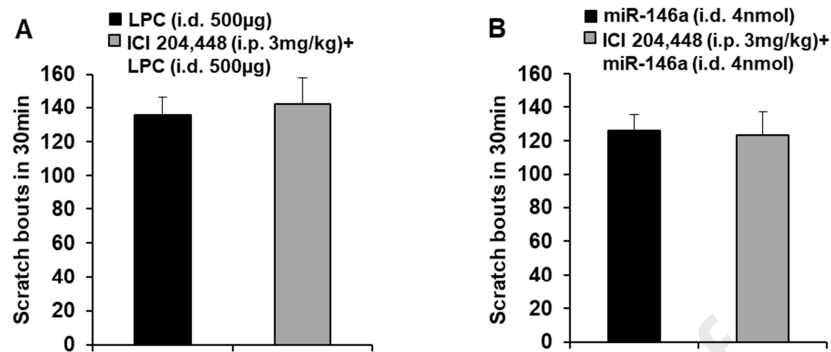 A
LPC (i.d. 500µg)
ICI 204,448 (i.p. 3mg/kg)+
LPC (i.d. 500µg)
Scratch bouts in 30min
160
140
120
100
80
60
40
20
0
B
miR-146a (i.d. 4nmol)
ICI 204,448 (i.p. 3mg/kg)+
miR-146a (i.d. 4nmol)
Scratch bouts in 30min
160
140
120
100
80
60
40
20
0